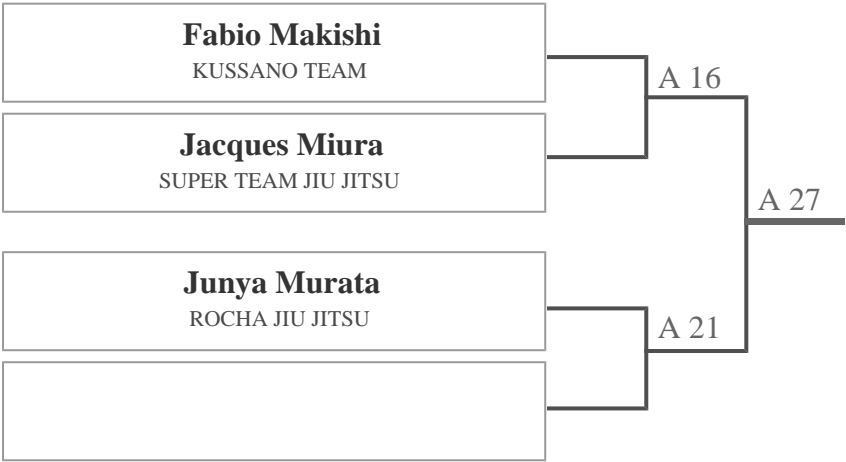 Fabio Makishi
KUSSANO TEAM
A 16
Jacques Miura
SUPER TEAM JIU JITSU
A 27
Junya Murata
ROCHA JIU JITSU
A 21